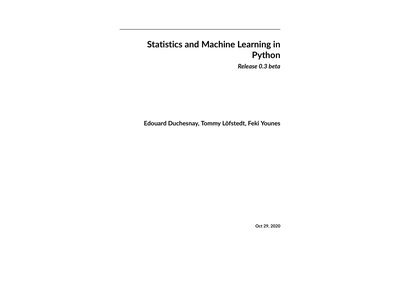 Statistics and Machine Learning in
Python
Release 0.3 beta
Edouard Duchesnay, Tommy Löfstedt, Feki Younes
Oct 29, 2020